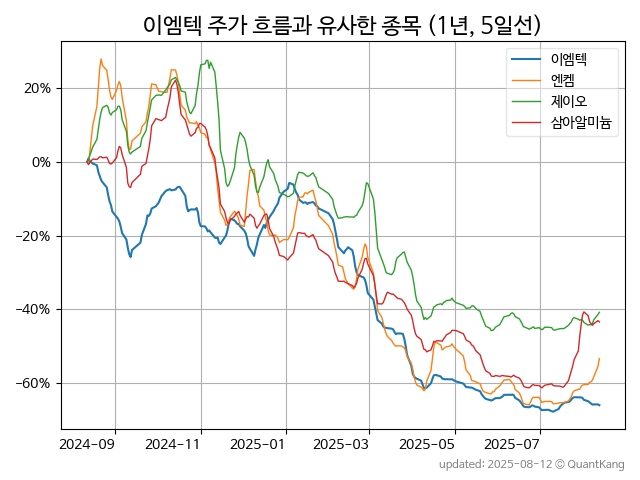 이엠텍 주가 흐름과 유사한 종목 (1년, 5일선)
이엠텍
엔켐
제이오
삼아알미늄
20%
0%
−20%
−40%
−60%
2024−09
2024−11
2025−01
2025−03
2025−05
2025−07
updated: 2025-08-12 © QuantKang